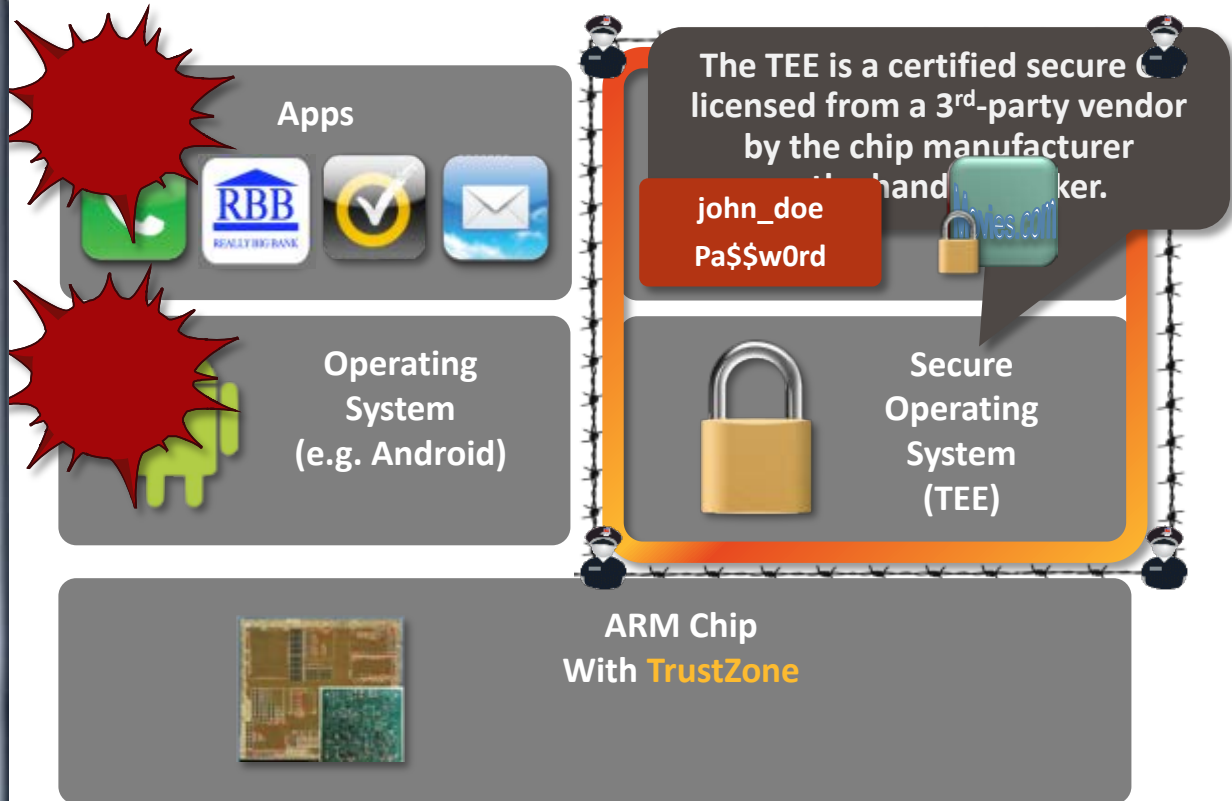 Apps
RBB
REALLY BIG BANK
The TEE is a certified secure
licensed from a 3rd-party vendor
by the chip manufacturer
john_doe
Pa$$w0rd
Operating
System
(e.g. Android)
Secure
Operating
System
(TEE)
ARM Chip
With TrustZone